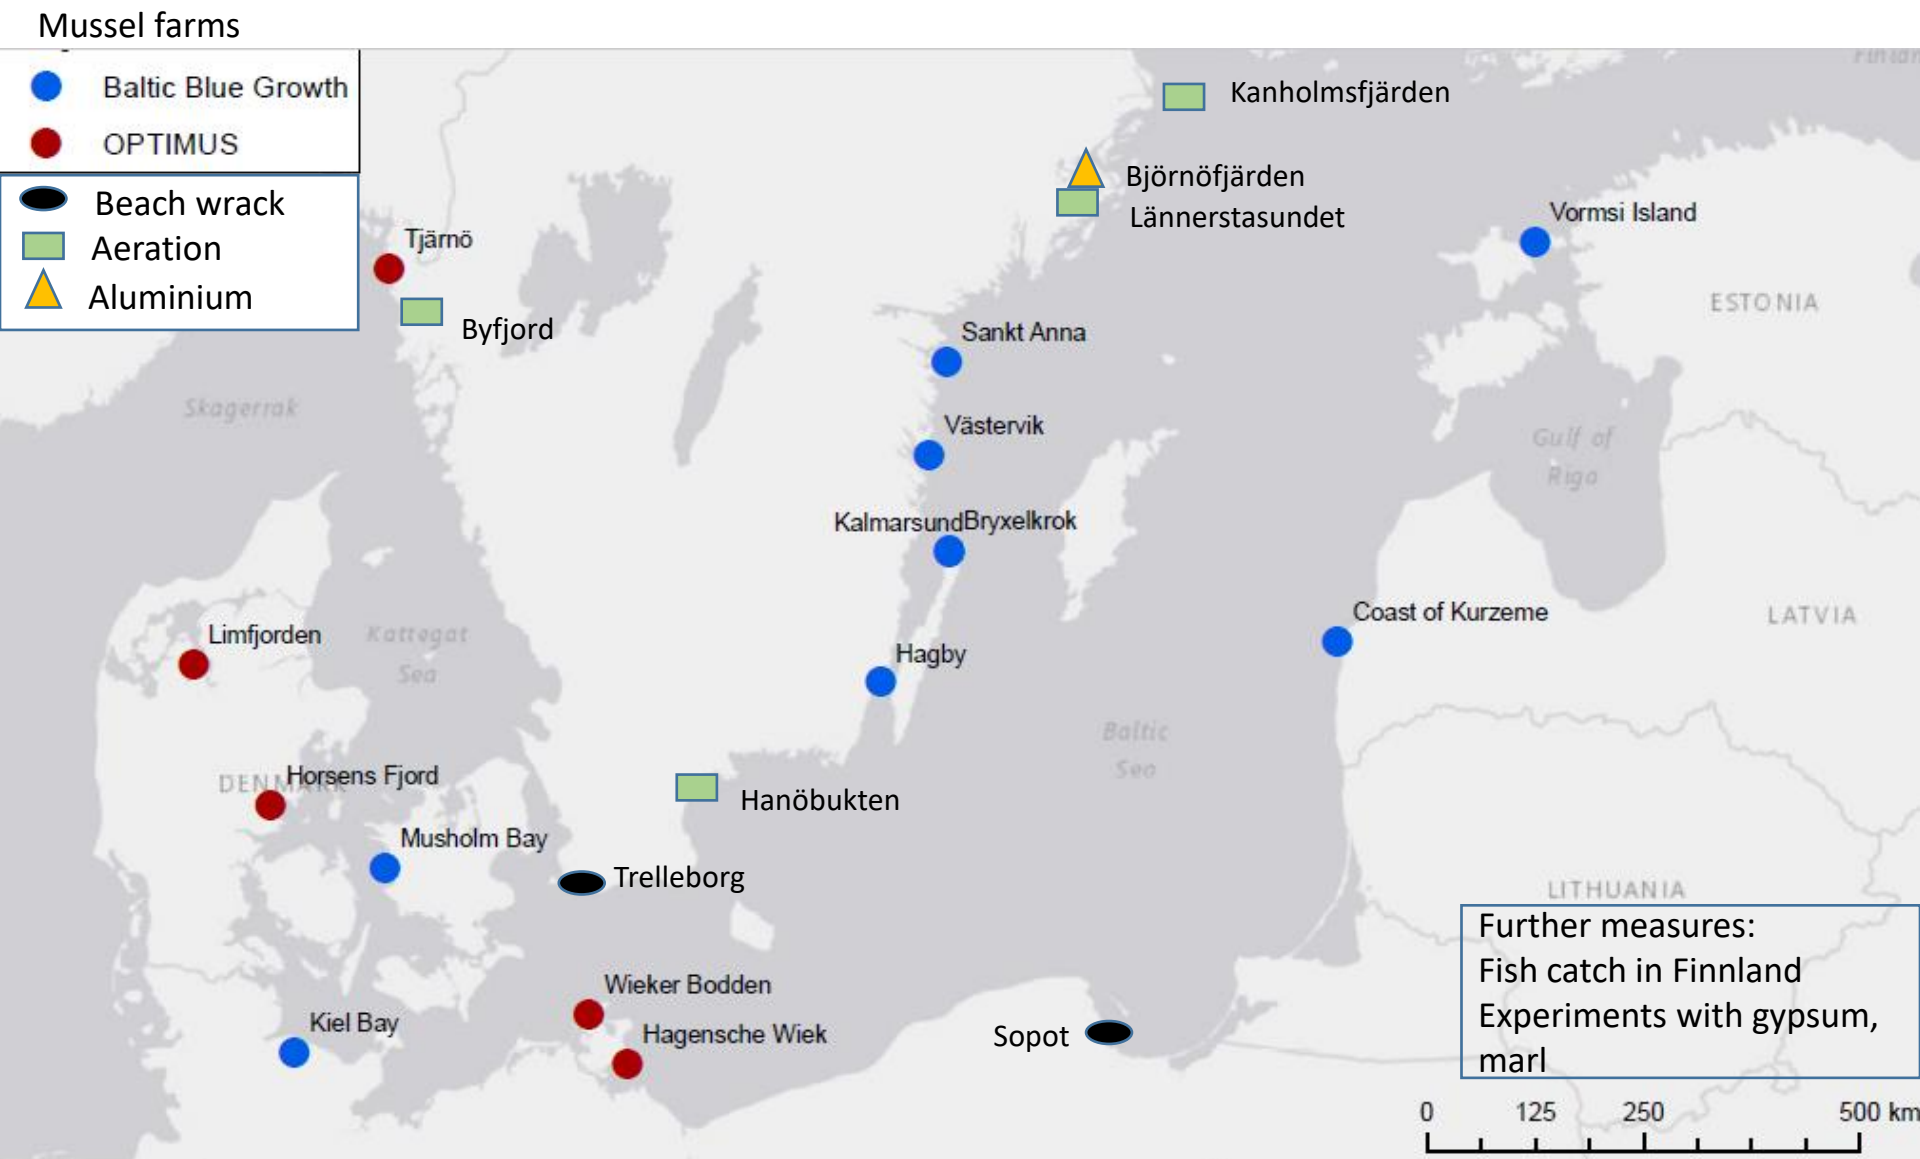 Mussel farms
Baltic Blue Growth
OPTIMUS
Beach wrack
Aeration
Aluminium
Kanholmsfjärden
Björnöfjärden
Lännerstasundet
Vormsi Island
Tjärnö
Byfjord
ESTONIA
Sankt Anna
Skagerrak
Västervik
Gulf of
Riga
KalmarsundBryxelkrok
Limfjorden
Kattegat
Sea
Coast of Kurzeme
LATVIA
Hagby
Baltic
Sea
DENMARK
Horsens Fjord
Hanöbukten
Musholm Bay
Trelleborg
LITHUANIA
Further measures:
Fish catch in Finnland
Experiments with gypsum,
marl
Wieker Bodden
Kiel Bay
Hagensche Wiek
Sopot
0 125 250 500 km